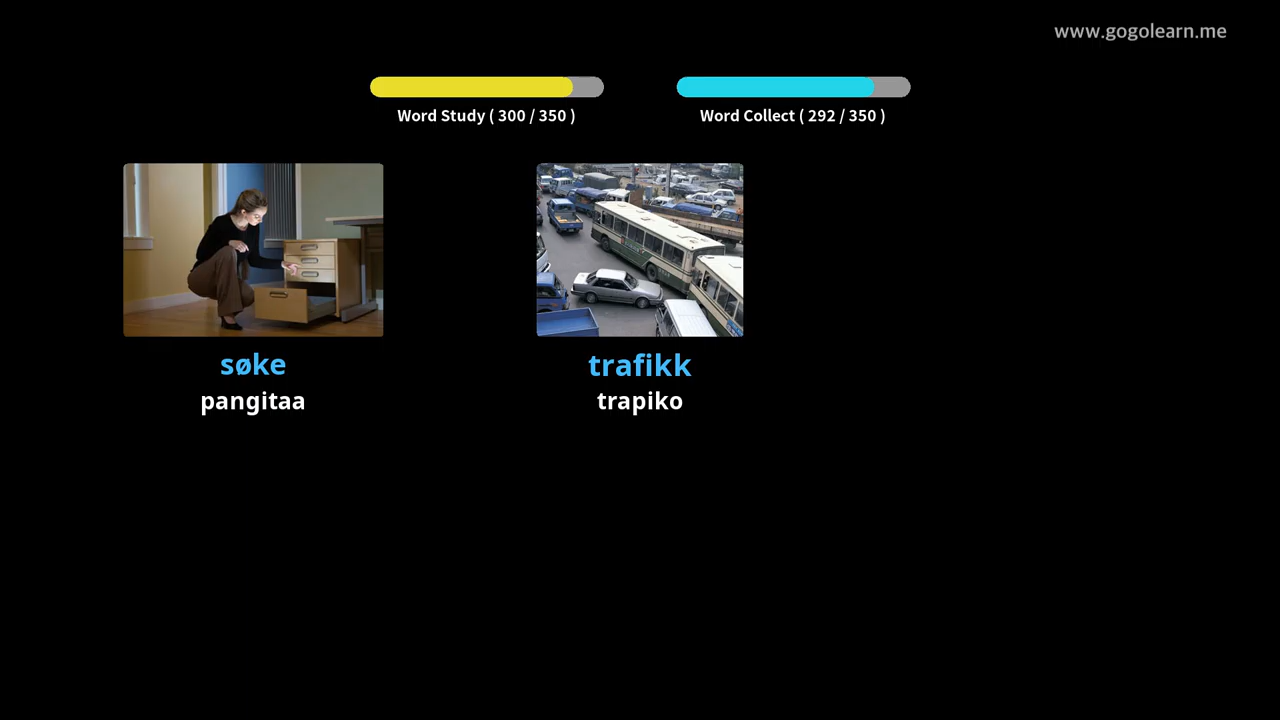 www.gogolearn.me
Word Study ( 300 / 350 )
Word Collect ( 292 / 350 )
søke
pangitaa
trafikk
trapiko